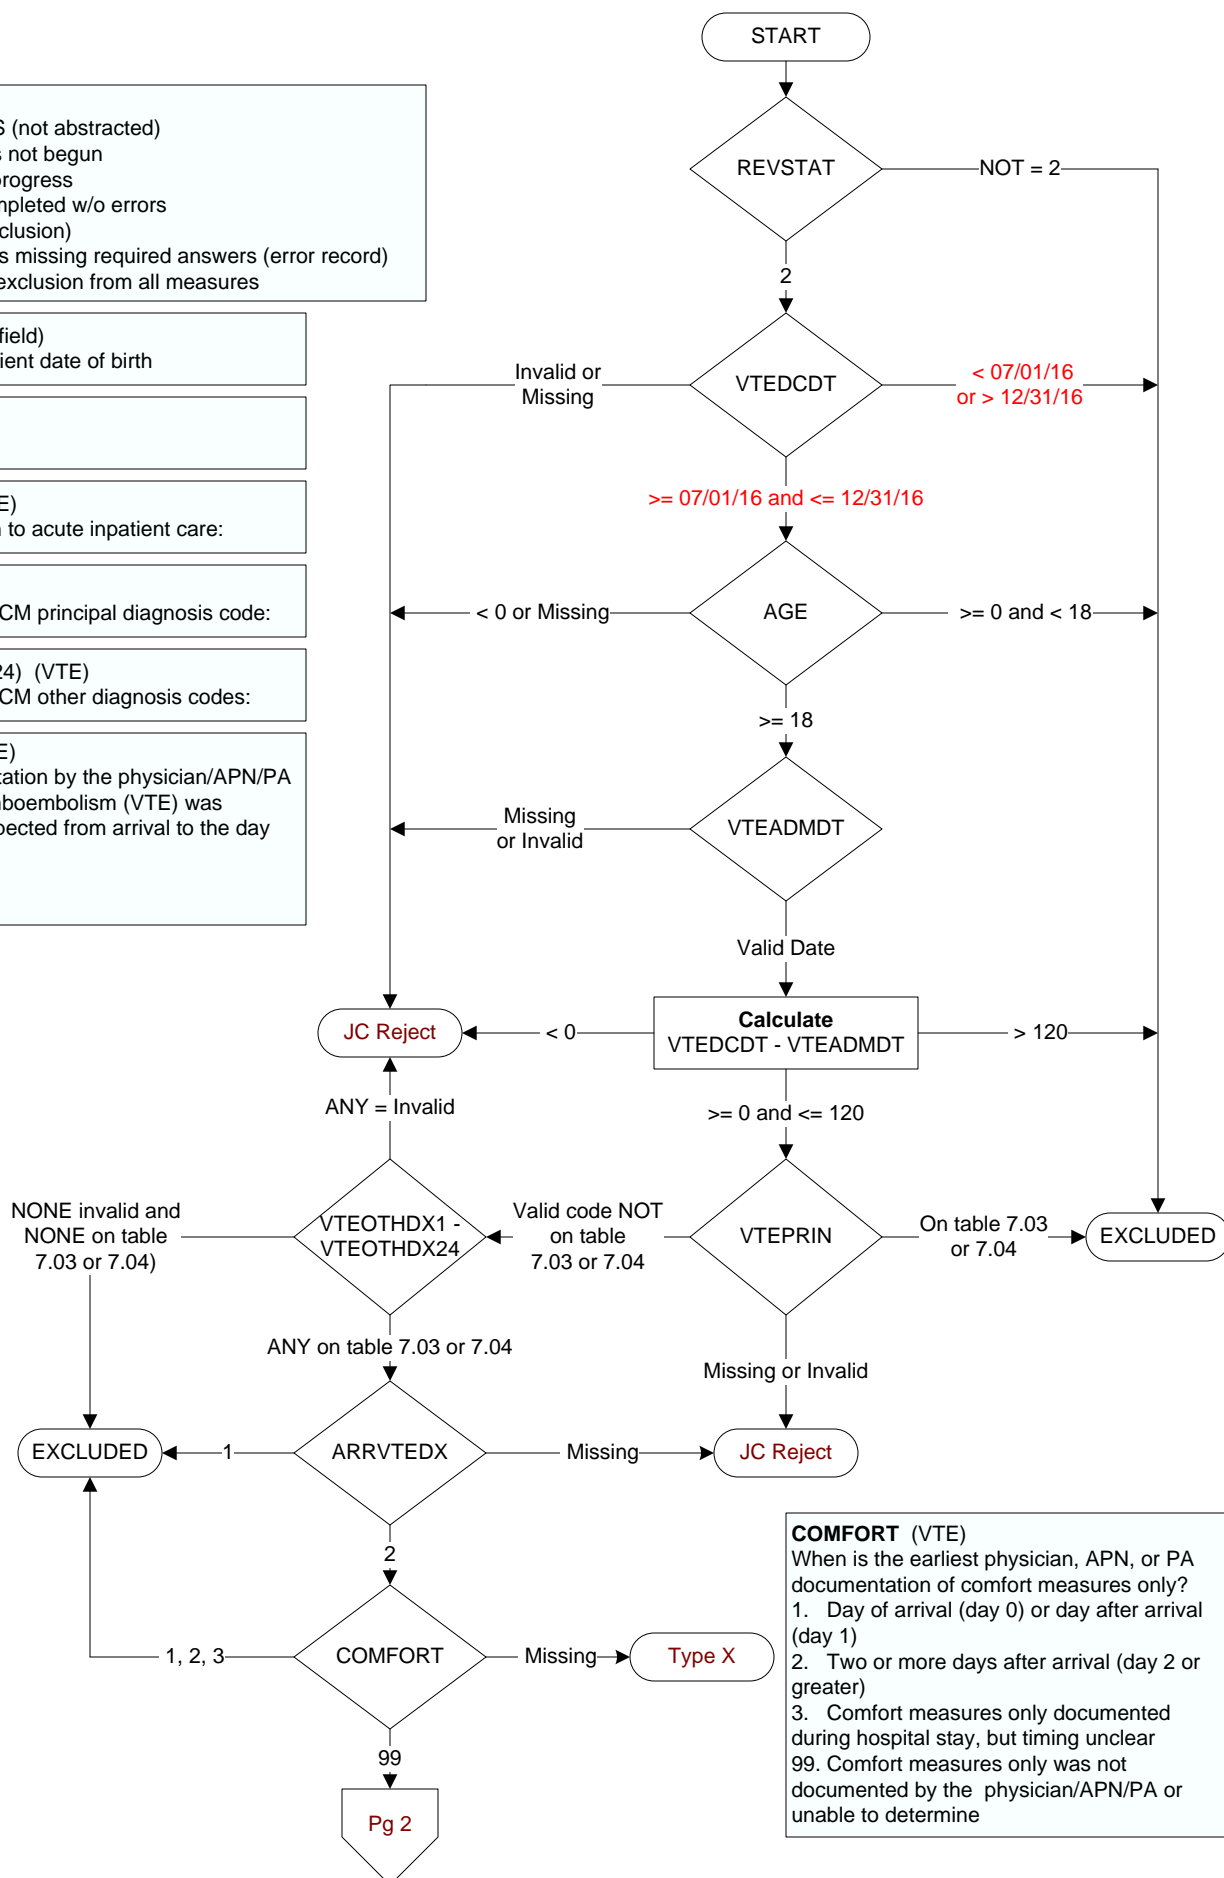 START
S (not abstracted)
s not begun
progress
mpleted w/o errors
clusion)
s missing required answers (error record)
exclusion from all measures
REVSTAT
NOT = 2
2
field)
ient date of birth
Invalid or
Missing
VTEDCDT
< 07/01/16
or > 12/31/16
>= 07/01/16 and <= 12/31/16
E)
n to acute inpatient care:
CM principal diagnosis code:
< 0 or Missing
AGE
>= 0 and < 18
24)  (VTE)
CM other diagnosis codes:
>= 18
E)
tation by the physician/APN/PA
mboembolism (VTE) was
pected from arrival to the day
Missing
or Invalid
VTEADMDT
Valid Date
JC Reject
< 0
Calculate
VTEDCDT - VTEADMDT
> 120
ANY = Invalid
>= 0 and <= 120
NONE invalid and
NONE on table
7.03 or 7.04)
VTEOTHDX1 -
VTEOTHDX24
Valid code NOT
on table
7.03 or 7.04
VTEPRIN
On table 7.03
or 7.04
EXCLUDED
ANY on table 7.03 or 7.04
Missing or Invalid
EXCLUDED
1
ARRVTEDX
Missing
JC Reject
2
1, 2, 3
COMFORT
Missing
Type X
99
Pg 2
COMFORT  (VTE)
When is the earliest physician, APN, or PA
documentation of comfort measures only?
1.   Day of arrival (day 0) or day after arrival
(day 1)
2.   Two or more days after arrival (day 2 or
greater)
3.   Comfort measures only documented
during hospital stay, but timing unclear
99. Comfort measures only was not
documented by the  physician/APN/PA or
unable to determine